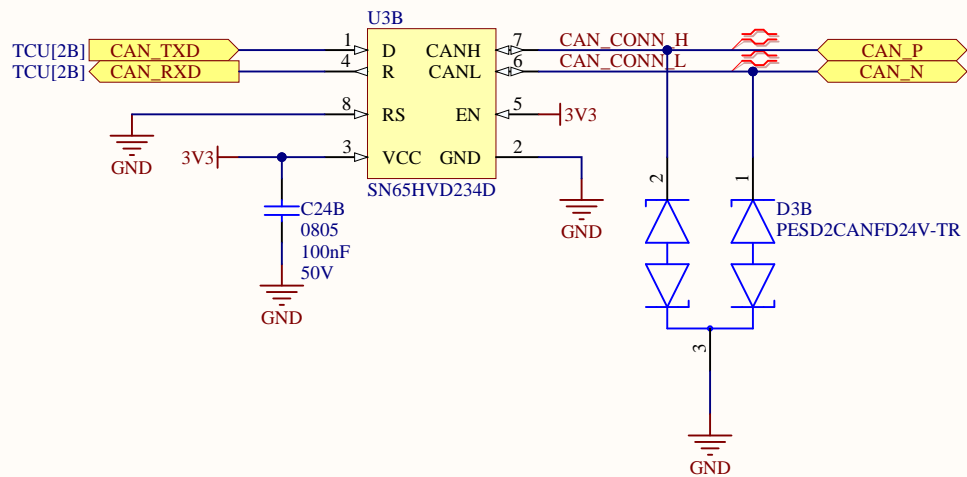 U3B
TCU[2B] CAN_TXD 1 D CANH 7 CAN_CONN_H CAN_P
TCU[2B] CAN_RXD 4 R CANL 6 CAN_CONN_L CAN_N
8 RS EN 5 3V3
GND
3V3 3 VCC GND 2
SN65HVD234D
GND
C24B
0805
100nF
50V
GND
2 1
D3B
PESD2CANFD24V-TR
3
GND